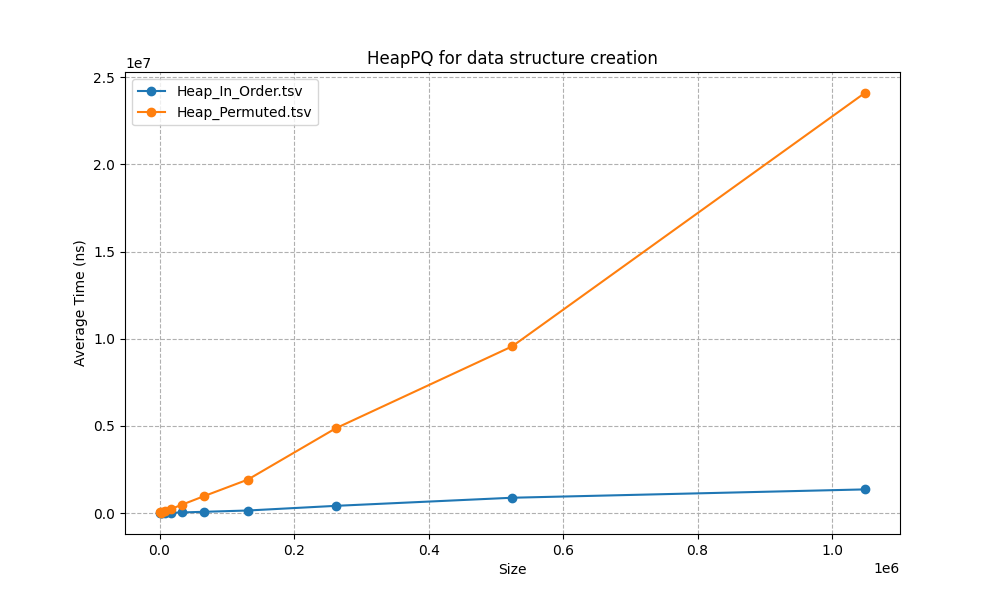 HeapPQ for data structure creation
1e7
Heap_In_Order.tsv
Heap_Permuted.tsv
2.5
2.0
1.5
1.0
0.5
0.0
Average Time (ns)
0.0 0.2 0.4 0.6 0.8 1.0
1e6
Size